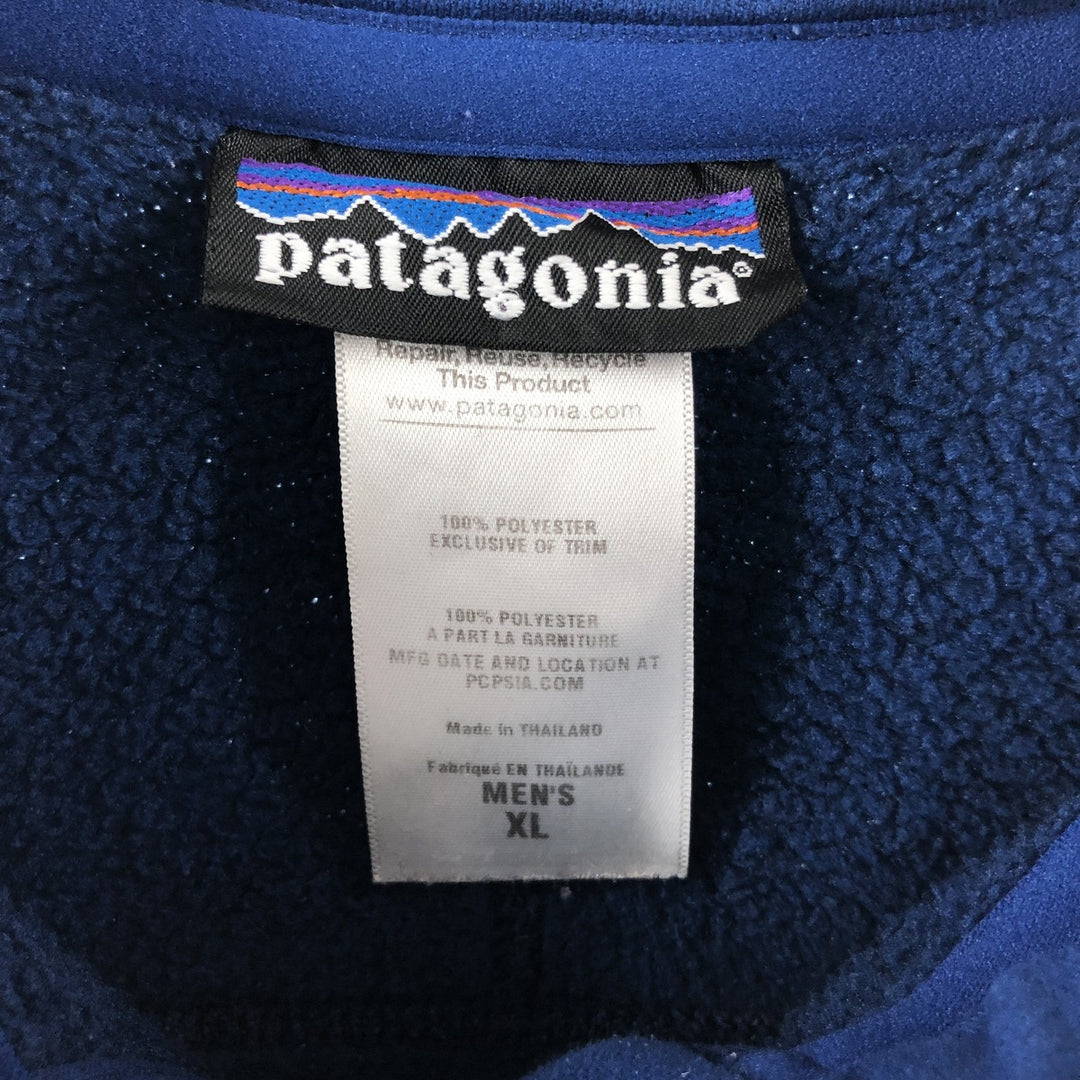 patagonia®
Repair, Reuse, Recycle
This Product
www.patagonia.com
100% POLYESTER
EXCLUSIVE OF TRIM
100% POLYESTER
A PART LA GARNITURE
MFG DATE AND LOCATION AT
PCPSIA.COM
Made in THAILAND
Fabriqué EN THAÏLANDE
MEN'S
XL